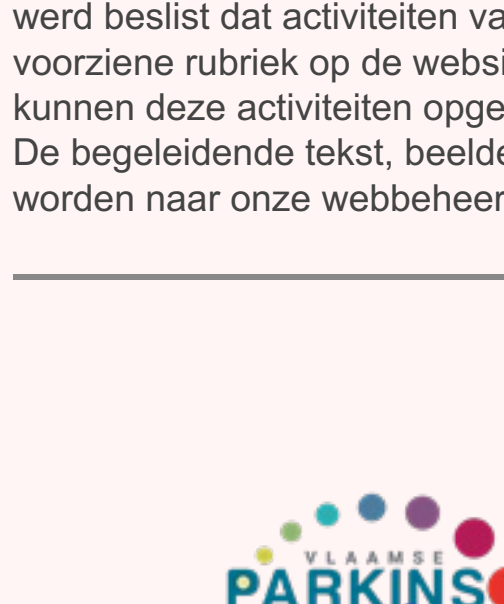 werd beslist dat activiteiten va
voorziene rubriek op de websi
kunnen deze activiteiten opge
De begeleidende tekst, beelde
worden naar onze webbeheer
VLAAMSE
PARKINS